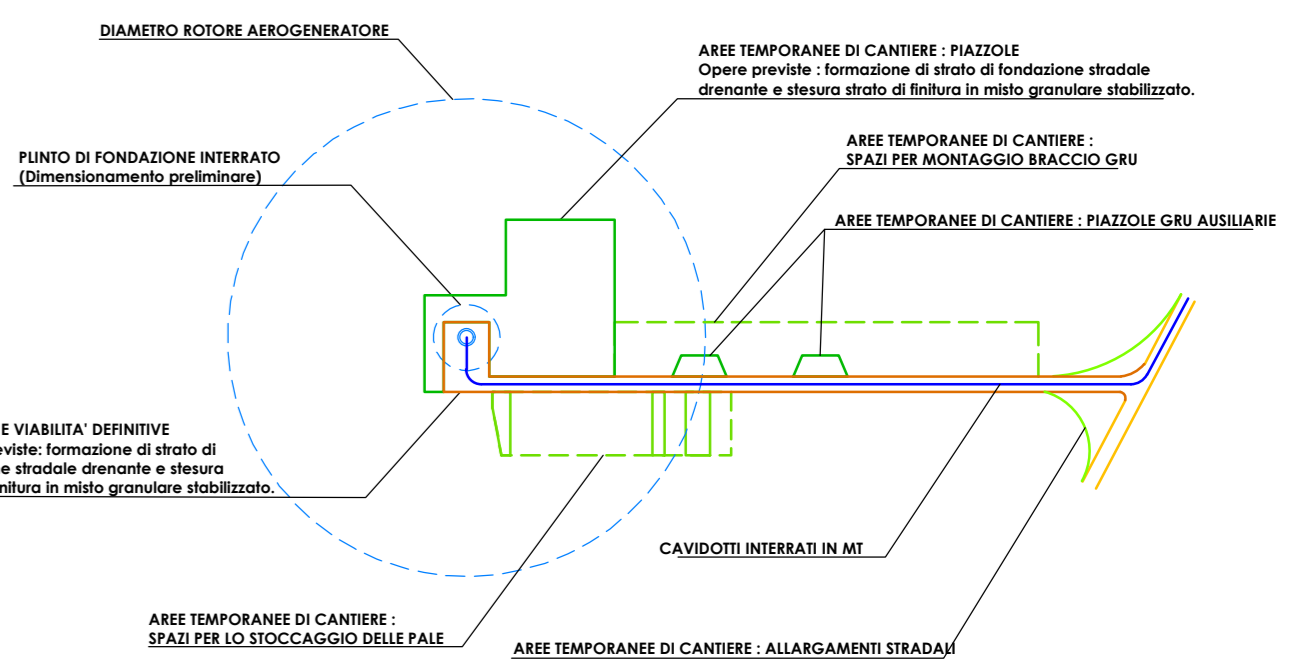 DIAMETRO ROTORE AEROGENERATORE
AREE TEMPORANEE DI CANTIERE : PIAZZOLE
Opere previste : formazione di strato di fondazione stradale
drenante e stesura strato di finitura in misto granulare stabilizzato.
PLINTO DI FONDAZIONE INTERRATO
(Dimensionamento preliminare)
AREE TEMPORANEE DI CANTIERE :
SPAZI PER MONTAGGIO BRACCIO GRU
AREE TEMPORANEE DI CANTIERE : PIAZZOLE GRU AUSILIARIE
E VIABILITA' DEFINITIVE
eviste: formazione di strato di
ne stradale drenante e stesura
nitura in misto granulare stabilizzato.
CAVIDOTTI INTERRATI IN MT
AREE TEMPORANEE DI CANTIERE :
SPAZI PER LO STOCCAGGIO DELLE PALE
AREE TEMPORANEE DI CANTIERE : ALLARGAMENTI STRADALI